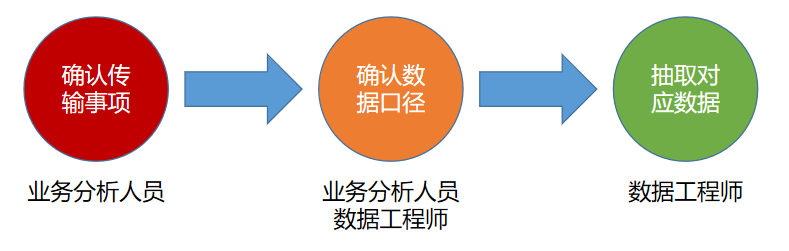 确认传
输事项
确认数
据口径
抽取对
应数据
业务分析人员
业务分析人员
数据工程师
数据工程师